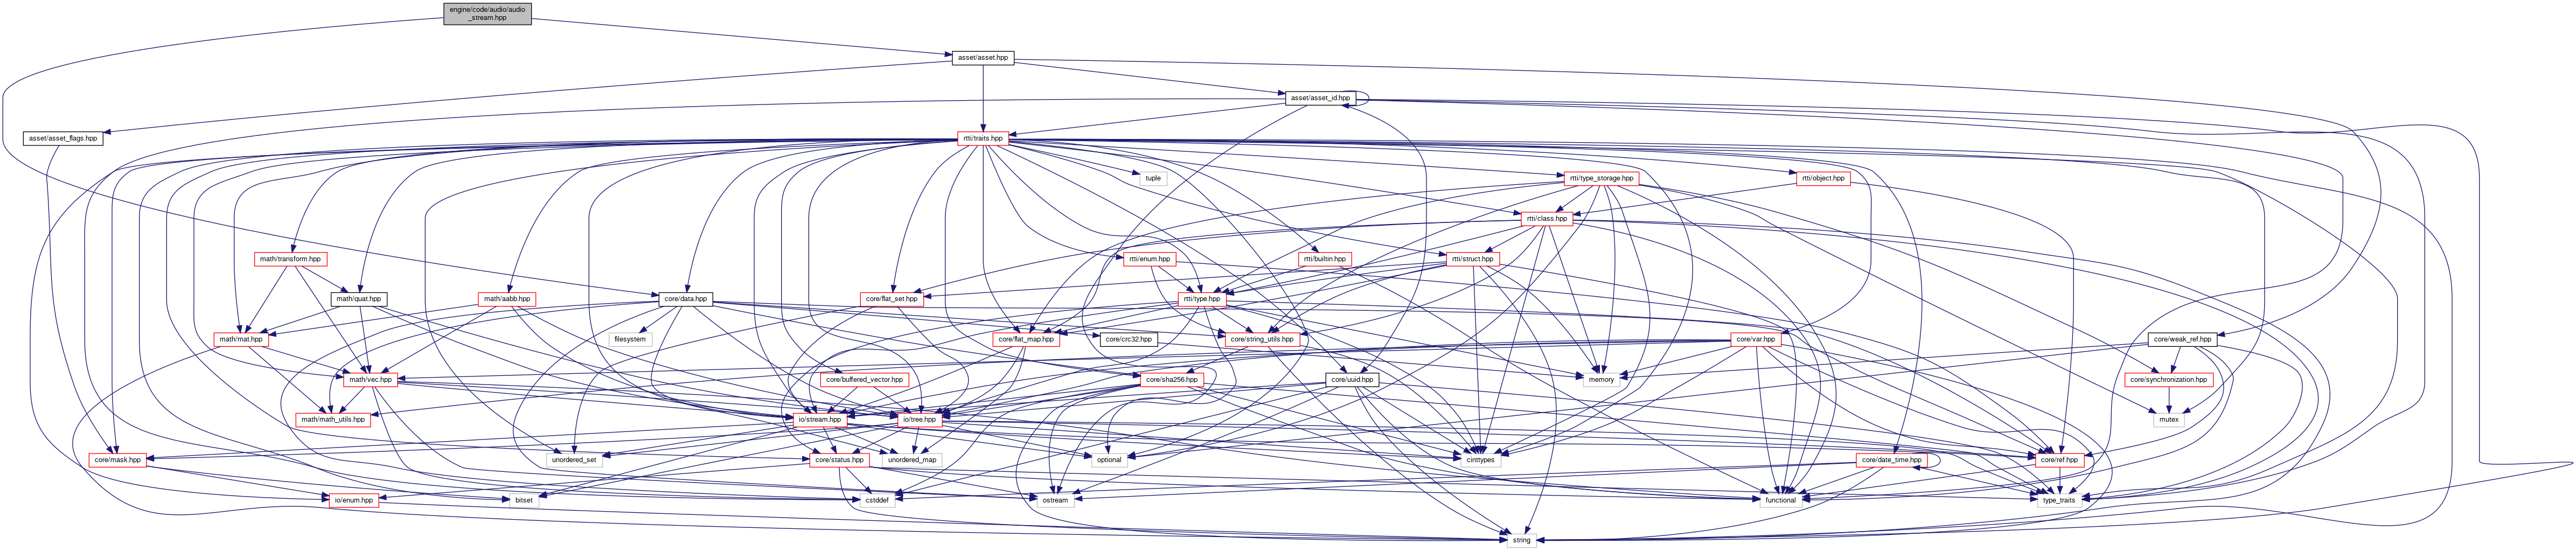 engine/code/audio/audio
_stream.hpp
asset/asset.hpp
asset/asset_id.hpp
asset/asset_flags.hpp
rtti/traits.hpp
tuple
rtti/type_storage.hpp
rtti/object.hpp
rtti/class.hpp
math/transform.hpp
rtti/enum.hpp
rtti/builtin.hpp
rtti/struct.hpp
math/quat.hpp
math/aabb.hpp
core/data.hpp
core/flat_set.hpp
rtti/type.hpp
math/mat.hpp
filesystem
core/flat_map.hpp
core/crc32.hpp
core/string_utils.hpp
core/var.hpp
core/weak_ref.hpp
math/vec.hpp
core/buffered_vector.hpp
core/sha256.hpp
core/uuid.hpp
memory
core/synchronization.hpp
math/math_utils.hpp
io/stream.hpp
io/tree.hpp
mutex
core/mask.hpp
unordered_set
core/status.hpp
unordered_map
optional
cinttypes
core/date_time.hpp
core/ref.hpp
io/enum.hpp
bitset
cstddef
ostream
functional
type_traits
string